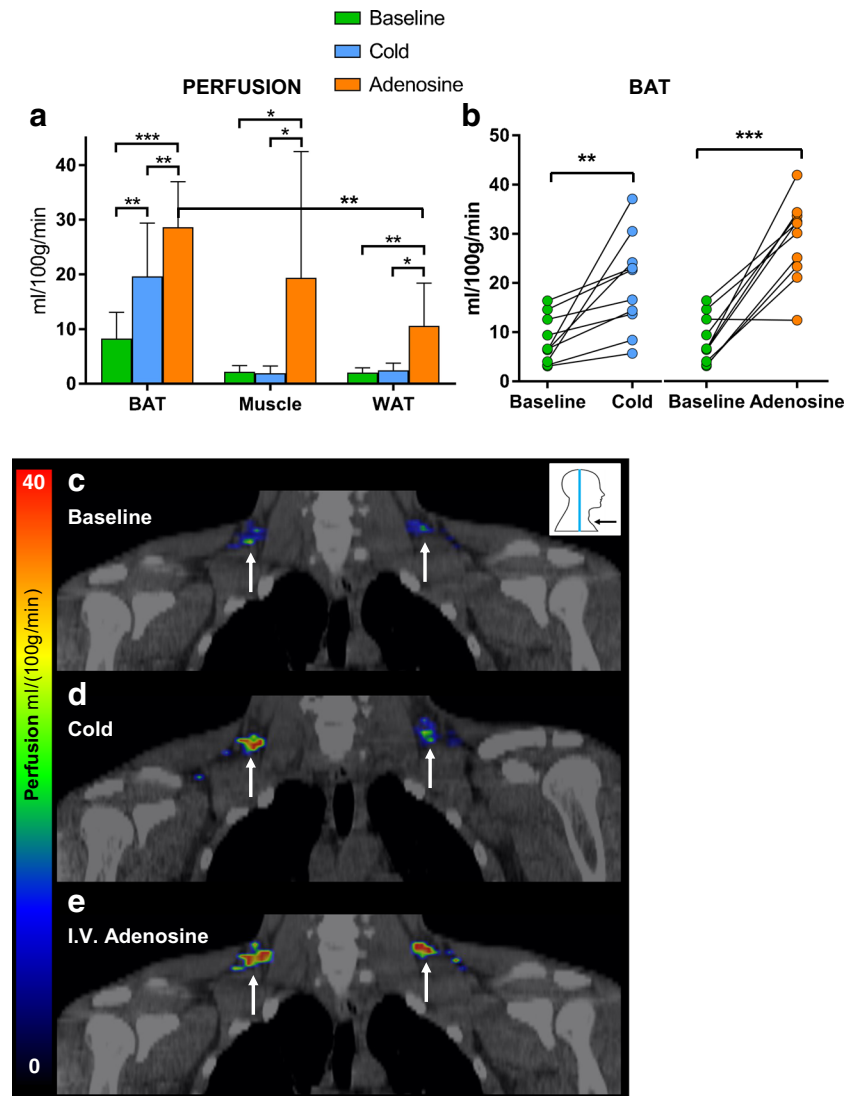 Baseline
Cold
Adenosine
PERFUSION
BAT
a
b
ml/100g/min
40
30
20
10
0
***
**
**
*
*
**
**
*
BAT
Muscle
WAT
ml/100g/min
50
40
30
20
10
0
**
***
Baseline
Cold
Baseline
Adenosine
40
Perfusion ml/(100g/min)
0
c
Baseline
d
Cold
e
I.V. Adenosine